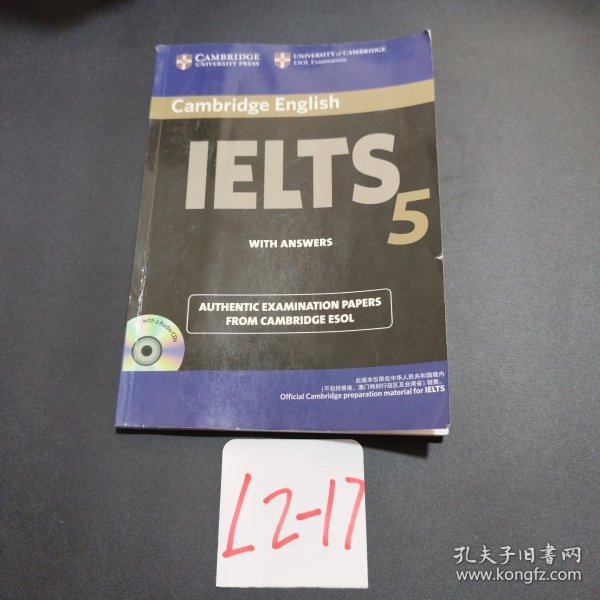 CAMBRIDGE
UNIVERSITY PRESS
UNIVERSITY of CAMBRIDGE
ESOL Examinations
Cambridge English
IELTS 5
WITH ANSWERS
AUTHENTIC EXAMINATION PAPERS
FROM CAMBRIDGE ESOL
with 2 Audio CDs
此版本仅限在中华人民共和国境内
(不包括香港、澳门特别行政区及台湾省)销售。
Official Cambridge preparation material for IELTS
L2-17
孔夫子旧书网
www.kongfz.com